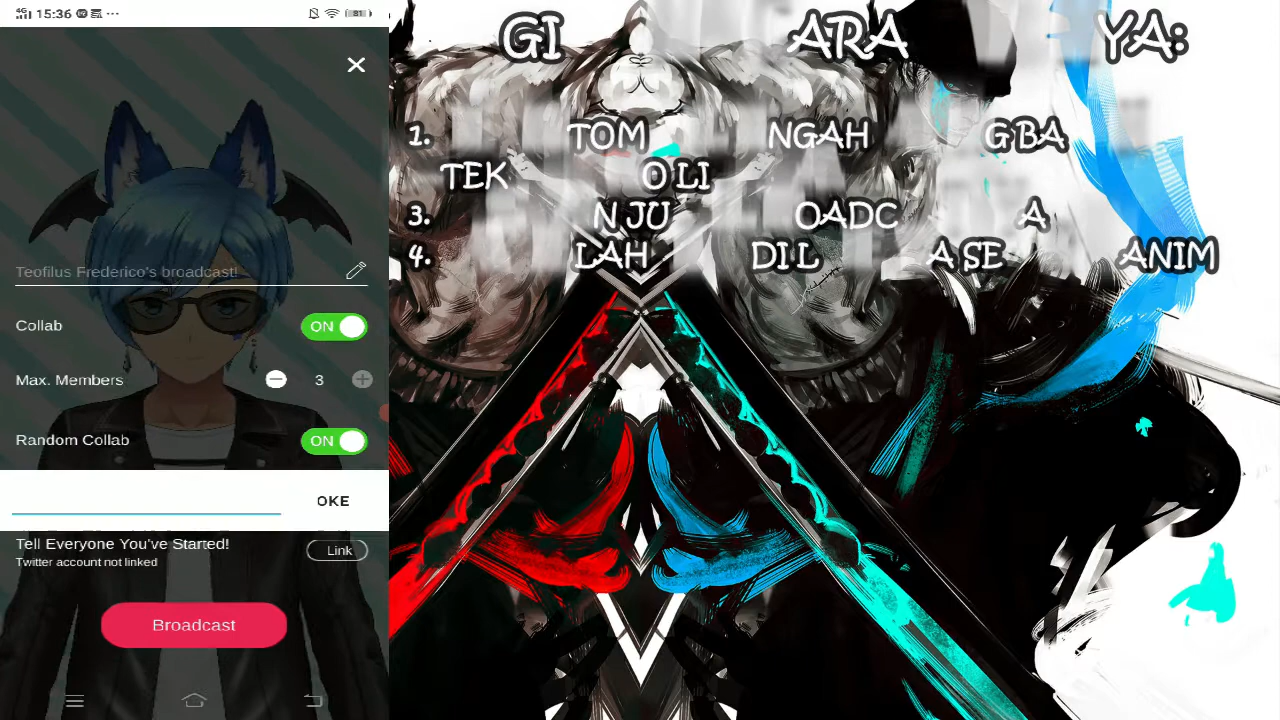 4G 15:36 81
Teofilus Frederico's broadcast!
Collab ON
Max. Members 3
Random Collab ON
OKE
Tell Everyone You've Started!
Link
Twitter account not linked
Broadcast
GI ARA YA:
1. TOM NGAH GBA
TEK O LI
3. N JU OADC A
4. LAH DI L A SE ANIM